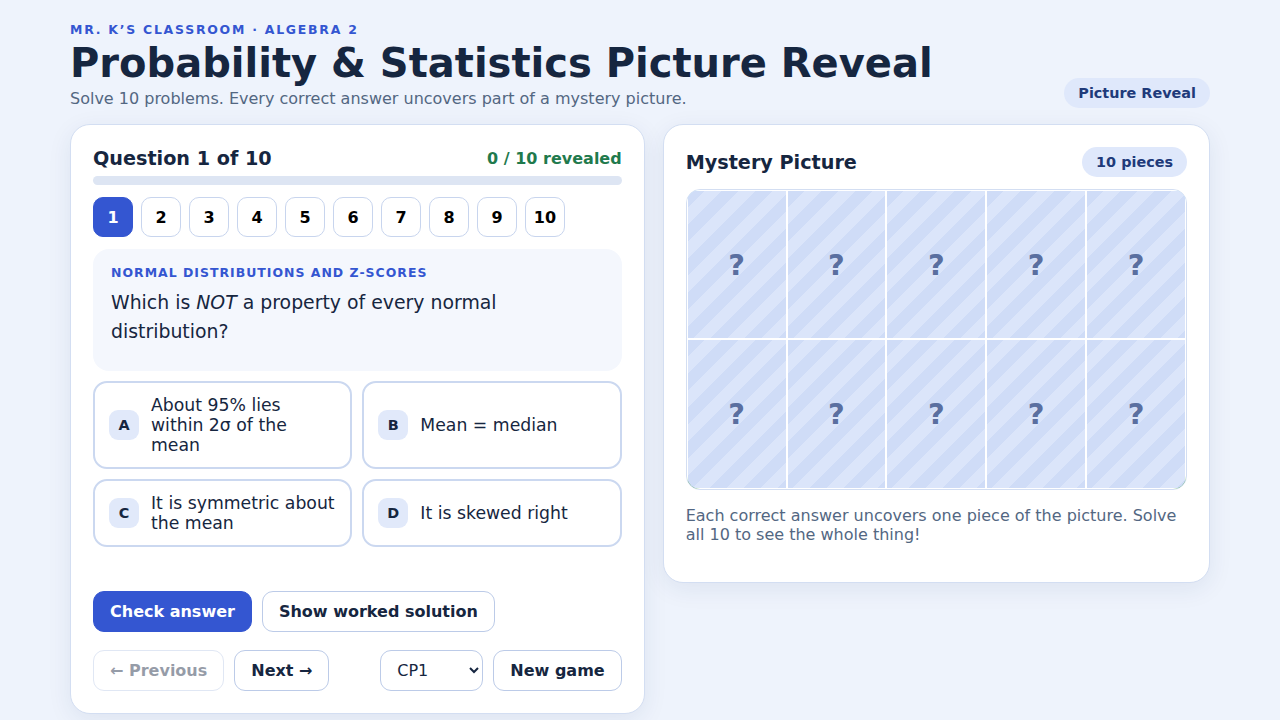 MR. K’S CLASSROOM · ALGEBRA 2
Probability & Statistics Picture Reveal
Solve 10 problems. Every correct answer uncovers part of a mystery picture.
Picture Reveal
Question 1 of 10
0 / 10 revealed
1 2 3 4 5 6 7 8 9 10
NORMAL DISTRIBUTIONS AND Z-SCORES
Which is NOT a property of every normal
distribution?
A About 95% lies
within 2σ of the
mean
B Mean = median
C It is symmetric about
the mean
D It is skewed right
Check answer
Show worked solution
← Previous
Next →
CP1
New game
Mystery Picture
10 pieces
? ? ? ? ?
? ? ? ? ?
Each correct answer uncovers one piece of the picture. Solve
all 10 to see the whole thing!